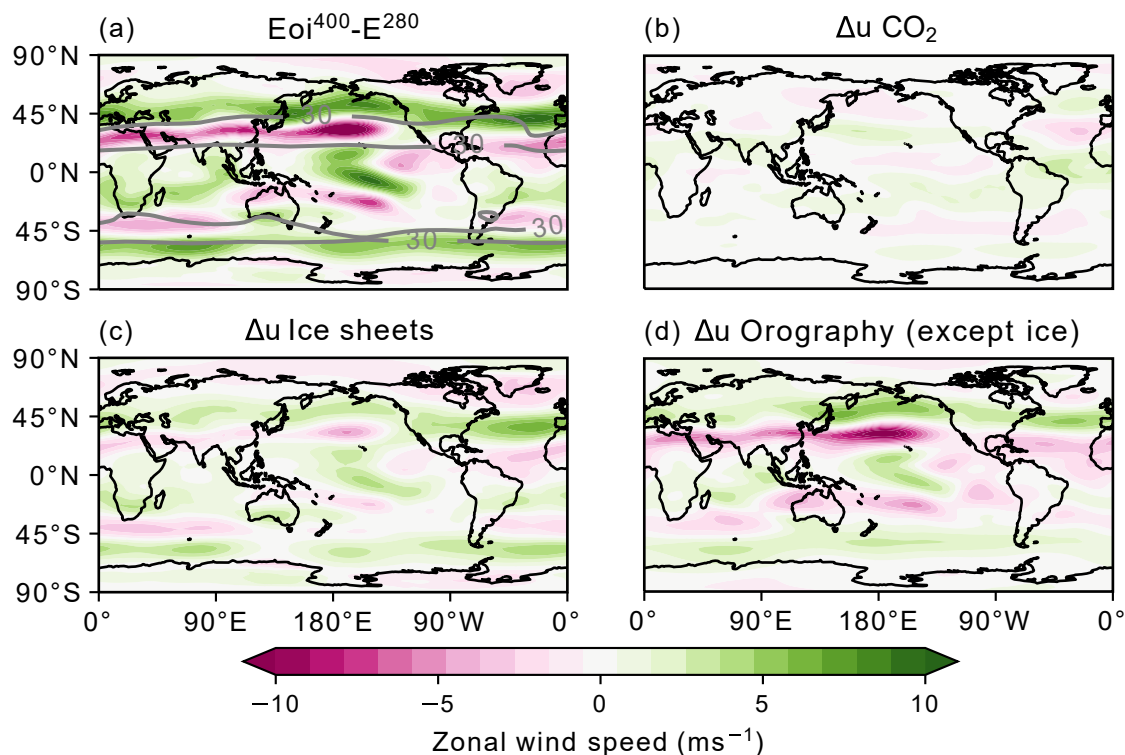 (a) Eoi⁴⁰⁰-E²⁸⁰
(b) Δu CO₂
90°N
45°N
0°N
45°S
90°S
30
30
30
30
(c) Δu Ice sheets
(d) Δu Orography (except ice)
90°N
45°N
0°N
45°S
90°S
0° 90°E 180°E 90°W 0°
0° 90°E 180°E 90°W 0°
−10 −5 0 5 10
Zonal wind speed (ms⁻¹)